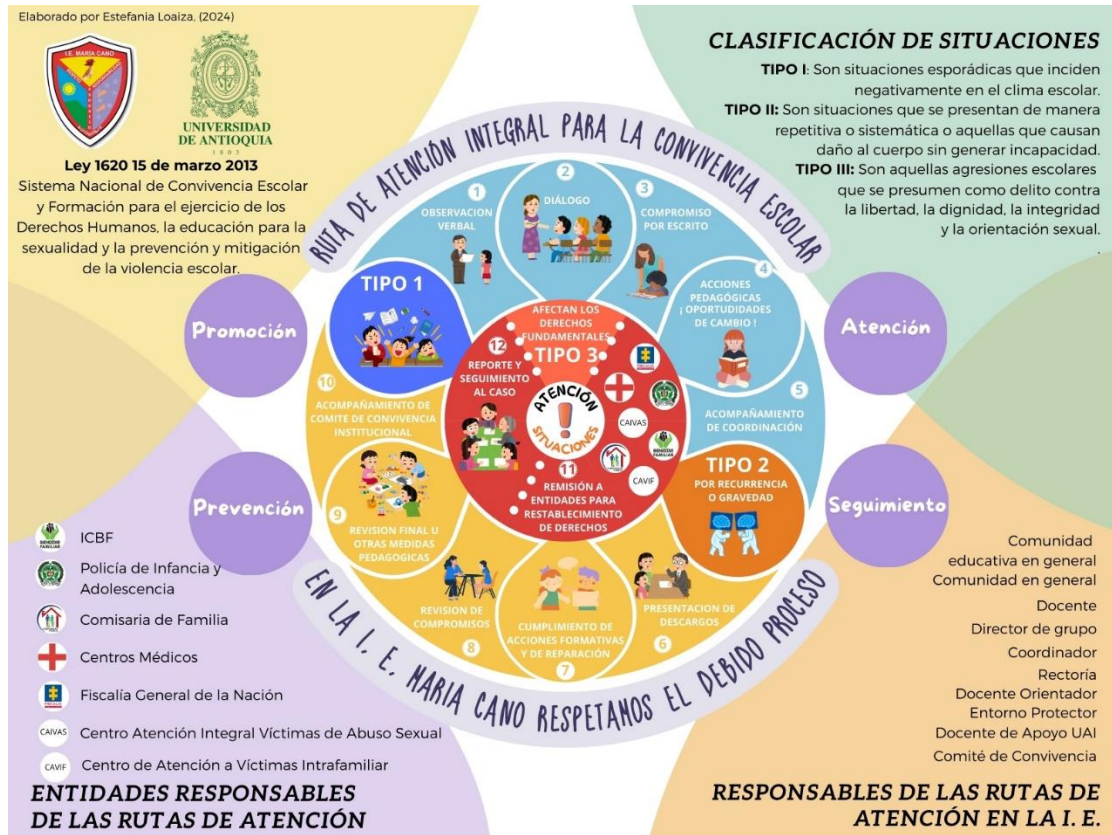 Elaborado por Estefania Loaiza, (2024)
I.E. MARÍA CANO
UNIVERSIDAD
DE ANTIOQUIA
1803
Ley 1620 15 de marzo 2013
Sistema Nacional de Convivencia Escolar
y Formación para el ejercicio de los
Derechos Humanos, la educación para la
sexualidad y la prevención y mitigación
de la violencia escolar.
CLASIFICACIÓN DE SITUACIONES
TIPO I: Son situaciones esporádicas que inciden
negativamente en el clima escolar.
TIPO II: Son situaciones que se presentan de manera
repetitiva o sistemática o aquellas que causan
daño al cuerpo sin generar incapacidad.
TIPO III: Son aquellas agresiones escolares
que se presumen como delito contra
la libertad, la dignidad, la integridad
y la orientación sexual.
.
RUTA DE ATENCIÓN INTEGRAL PARA LA CONVIVENCIA ESCOLAR
Promoción
Atención
Prevención
Seguimiento
TIPO 1
1
OBSERVACION
VERBAL
2
DIÁLOGO
3
COMPROMISO
POR ESCRITO
4
ACCIONES
PEDAGÓGICAS
¡ OPORTUDIDADES
DE CAMBIO !
5
ACOMPAÑAMIENTO
DE COORDINACIÓN
TIPO 2
POR RECURRENCIA
O GRAVEDAD
6
PRESENTACION DE
DESCARGOS
7
CUMPLIMIENTO DE
ACCIONES FORMATIVAS
Y DE REPARACIÓN
8
REVISION DE
COMPROMISOS
9
REVISION FINAL U
OTRAS MEDIDAS
PEDAGOGICAS
10
ACOMPAÑAMIENTO DE
COMITE DE CONVIVENCIA
INSTITUCIONAL
AFECTAN LOS
DERECHOS
FUNDAMENTALES
TIPO 3
11
REMISIÓN A
ENTIDADES PARA
RESTABLECIMIENTO
DE DERECHOS
12
REPORTE Y
SEGUIMIENTO
AL CASO
ATENCIÓN
SITUACIONES
CAIVAS
BIENESTAR
FAMILIAR
CAVIF
EN LA I. E. MARIA CANO RESPETAMOS EL DEBIDO PROCESO
BIENESTAR
FAMILIAR
ICBF
Policía de Infancia y
Adolescencia
Comisaria de Familia
Centros Médicos
Fiscalía General de la Nación
CAIVAS
Centro Atención Integral Víctimas de Abuso Sexual
CAVIF
Centro de Atención a Víctimas Intrafamiliar
ENTIDADES RESPONSABLES
DE LAS RUTAS DE ATENCIÓN
Comunidad
educativa en general
Comunidad en general
Docente
Director de grupo
Coordinador
Rectoría
Docente Orientador
Entorno Protector
Docente de Apoyo UAI
Comité de Convivencia
RESPONSABLES DE LAS RUTAS DE
ATENCIÓN EN LA I. E.